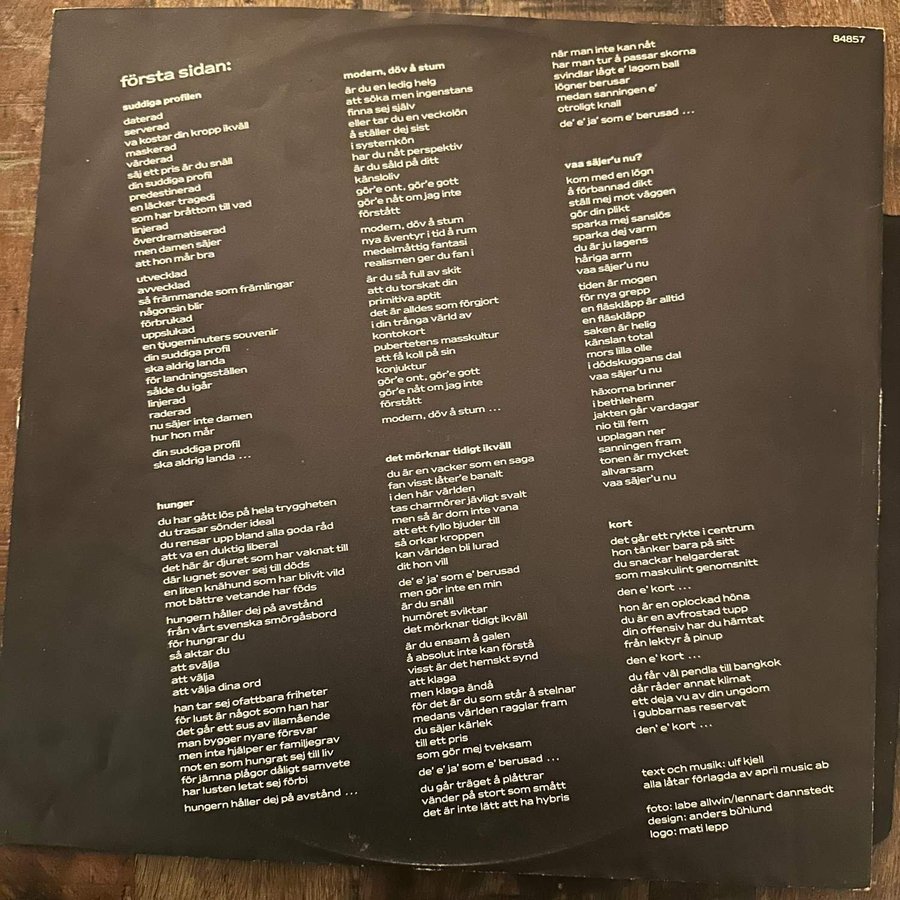 84857
första sidan:
suddiga profilen
daterad
serverad
va kostar din kropp ikväll
maskerad
värderad
säj ett pris är du snäll
din suddiga profil
predestinerad
en läcker tragedi
som har bråttom till vad
linjerad
överdramatiserad
men damen säjer
att hon mår bra
utvecklad
avvecklad
så främmande som främlingar
någonsin blir
förbrukad
uppslukad
en tjugeminuters souvenir
din suddiga profil
ska aldrig landa
för landningsställen
sålde du igår
linjerad
raderad
nu säjer inte damen
hur hon mår
din suddiga profil
ska aldrig landa ...
hunger
du har gått lös på hela tryggheten
du trasar sönder ideal
du rensar upp bland alla goda råd
att va en duktig liberal
det här är djuret som har vaknat till
där lugnet sover sej till döds
en liten knähund som har blivit vild
mot bättre vetande har föds
hungern håller dej på avstånd
från vårt svenska smörgåsbord
för hungrar du
så aktar du
att svälja
att välja
att välja dina ord
han tar sej ofattbara friheter
för lust är något som han har
det går ett sus av illamående
man bygger nyare försvar
men inte hjälper er familjegrav
mot en som hungrat sej till liv
för jämna plågor dåligt samvete
har lusten letat sej förbi
hungern håller dej på avstånd ...
modern, döv å stum
är du en ledig helg
att söka men ingenstans
finna sej själv
eller tar du en veckolön
å ställer dej sist
i systemkön
har du nåt perspektiv
är du såld på ditt
känsloliv
gör'e ont, gör'e gott
gör'e nåt om jag inte
förstått
modern, döv å stum
nya äventyr i tid å rum
medelmåttig fantasi
realismen ger du fan i
är du så full av skit
att du torskat din
primitiva aptit
det är alldes som förgjort
i din trånga värld av
kontokort
pubertetens masskultur
att få koll på sin
konjuktur
gör'e ont, gör'e gott
gör'e nåt om jag inte
förstått
modern, döv å stum ...
det mörknar tidigt ikväll
du är en vacker som en saga
fan visst låter'e banalt
i den här världen
tas charmörer jävligt svalt
men så är dom inte vana
att ett fyllo bjuder till
så orkar kroppen
kan världen bli lurad
dit hon vill
de' e' ja' som e' berusad
men gör inte en min
är du snäll
humöret sviktar
det mörknar tidigt ikväll
är du ensam å galen
å absolut inte kan förstå
visst är det hemskt synd
att klaga
men klaga ändå
för det är du som står å stelnar
medans världen ragglar fram
du säjer kärlek
till ett pris
som gör mej tveksam
de' e' ja' som e' berusad ...
du går träget å plåttrar
vänder på stort som smått
det är inte lätt att ha hybris
när man inte kan nåt
har man tur å passar skorna
svindlar lågt e' lagom ball
lögner berusar
medan sanningen e'
otroligt knall
de' e' ja' som e' berusad ...
vaa säjer'u nu?
kom med en lögn
å förbannad dikt
ställ mej mot väggen
gör din plikt
sparka mej sanslös
sparka dej varm
du är ju lagens
håriga arm
vaa säjer'u nu
tiden är mogen
för nya grepp
en fläskläpp är alltid
en fläskläpp
saken är helig
känslan total
mors lilla olle
i dödskuggans dal
vaa säjer'u nu
häxorna brinner
i bethlehem
jakten går vardagar
nio till fem
upplagan ner
sanningen fram
tonen är mycket
allvarsam
vaa säjer'u nu
kort
det går ett rykte i centrum
hon tänker bara på sitt
du snackar helgarderat
som maskulint genomsnitt
den e' kort ...
hon är en oplockad höna
du är en avfrostad tupp
din offensiv har du hämtat
från lektyr å pinup
den e' kort ...
du får väl pendla till bangkok
där råder annat klimat
ett deja vu av din ungdom
i gubbarnas reservat
den' e' kort ...
text och musik: ulf kjell
alla låtar förlagda av april music ab
foto: labe allwin/lennart dannstedt
design: anders bühlund
logo: mati lepp